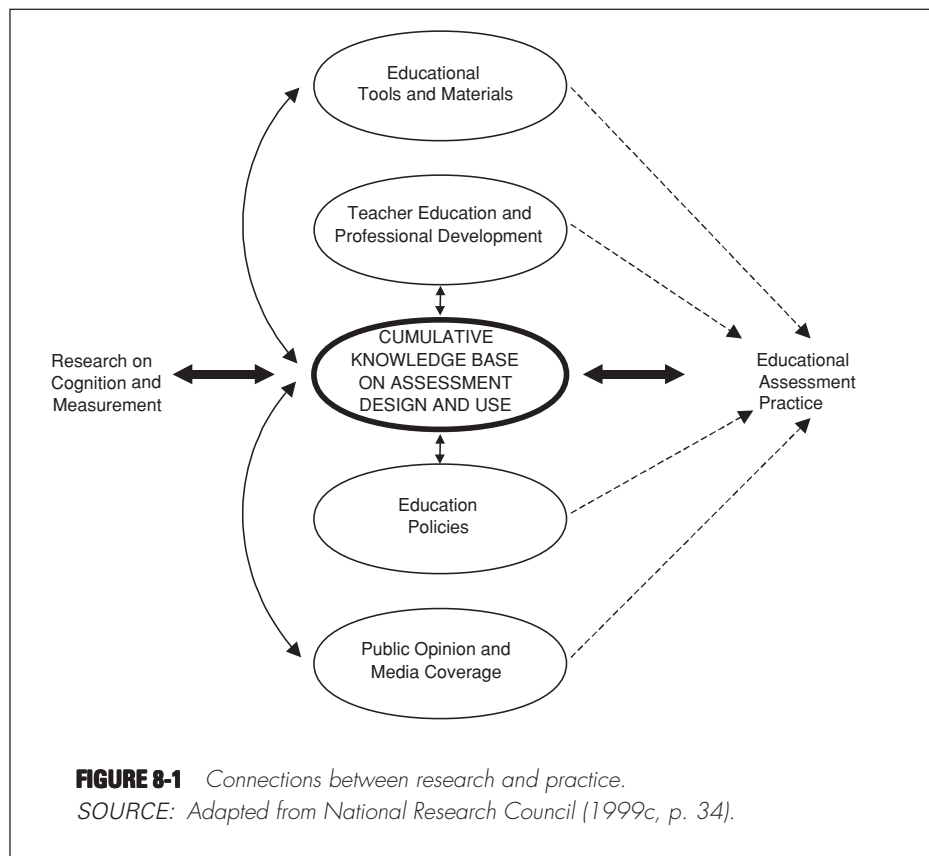 Educational
Tools and Materials
Teacher Education and
Professional Development
Research on
Cognition and
Measurement
CUMULATIVE
KNOWLEDGE BASE
ON ASSESSMENT
DESIGN AND USE
Educational
Assessment
Practice
Education
Policies
Public Opinion and
Media Coverage
FIGURE 8-1 Connections between research and practice.
SOURCE: Adapted from National Research Council (1999c, p. 34).